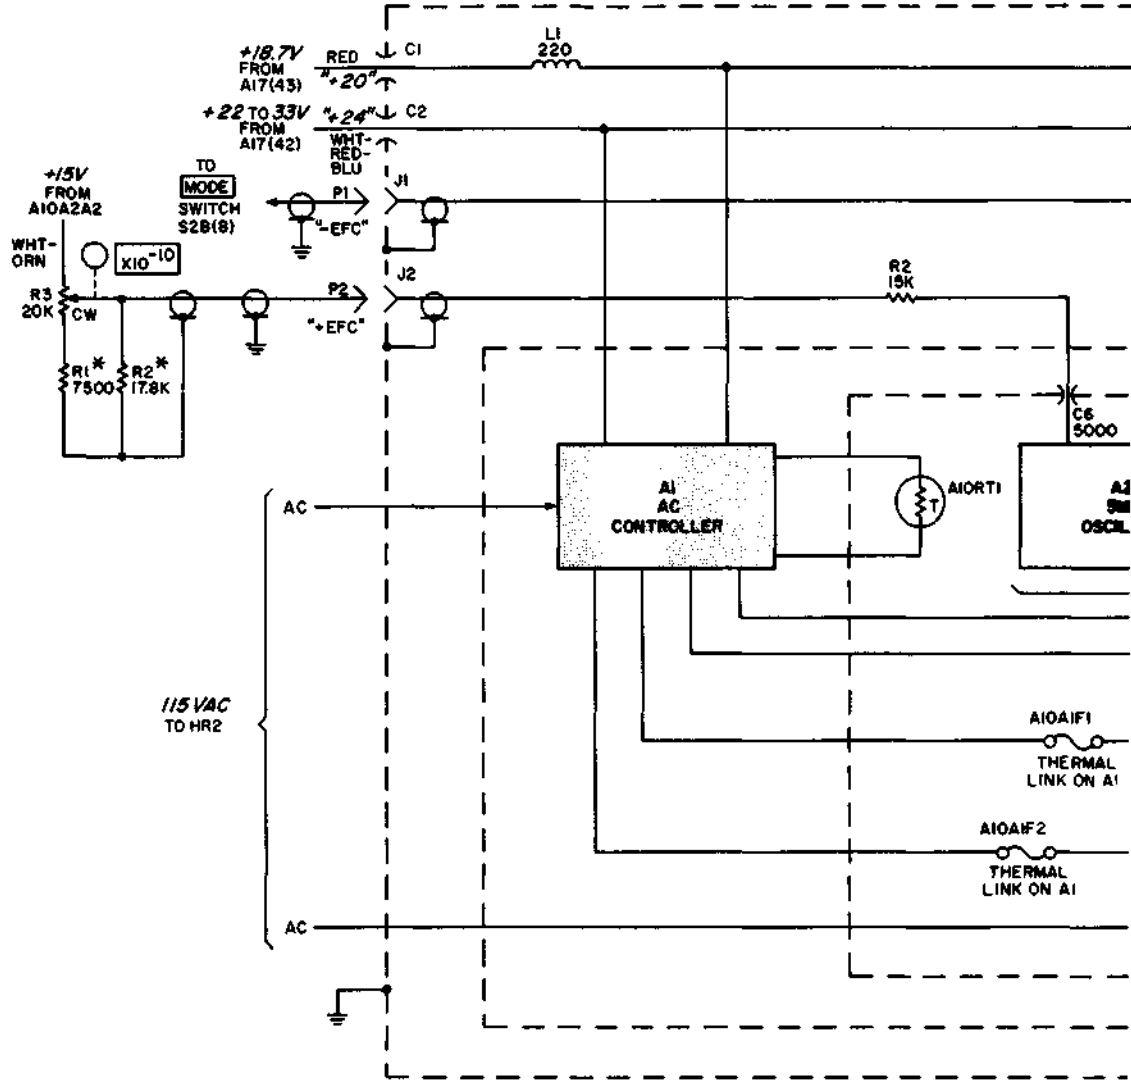 L1
220
+18.7V
FROM
A17(43)
RED
"+20"
C1
+22 TO 33V
FROM
A17(42)
"+24"
WHT-
RED-
BLU
C2
+15V
FROM
A10A2A2
TO
MODE
SWITCH
S2B(8)
P1
"-EFC"
J1
WHT-
ORN
X10-10
R3
20K
CW
P2
"+EFC"
J2
R2
15K
R1*
7500
R2*
17.8K
C6
5000
AC
A1
AC
CONTROLLER
A10RT1
T
A2
OSCIL
115 VAC
TO HR2
A10A1F1
THERMAL
LINK ON A1
A10A1F2
THERMAL
LINK ON A1
AC